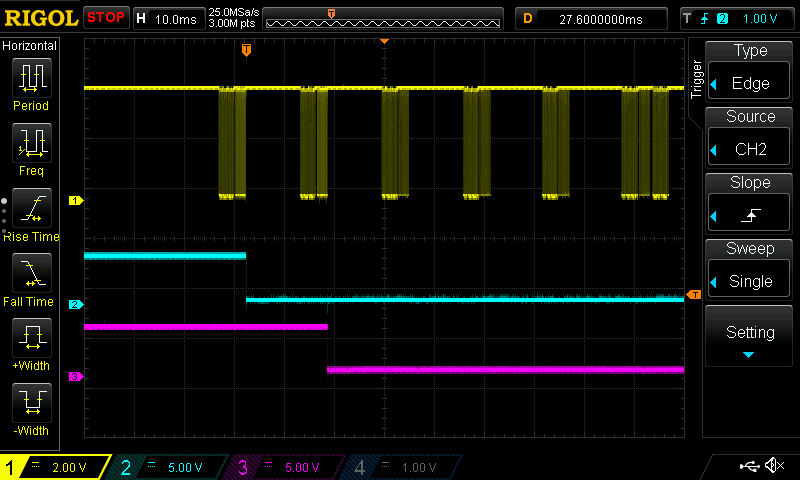 RIGOL STOP H 10.0ms 25.0MSa/s D 27.6000000ms T 2 1.00 V
3.00M pts
T
T
Horizontal
Period
Freq
Rise Time
Fall Time
+Width
-Width
1
2
3
T
Trigger
Type
Edge
Source
CH2
Slope
Sweep
Single
Setting
1 2.00 V 2 5.00 V 3 5.00 V 4 1.00 V